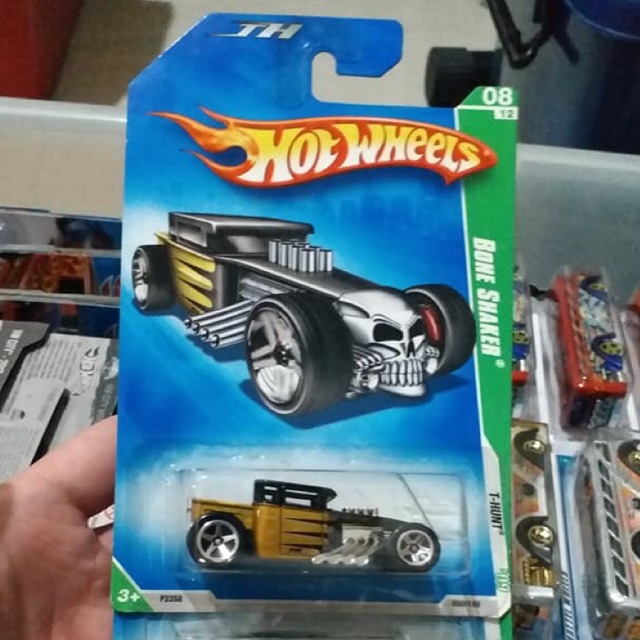 TH
08
12
HOT WHEELS
BONE SHAKER®
T-HUNT
3+
P2358